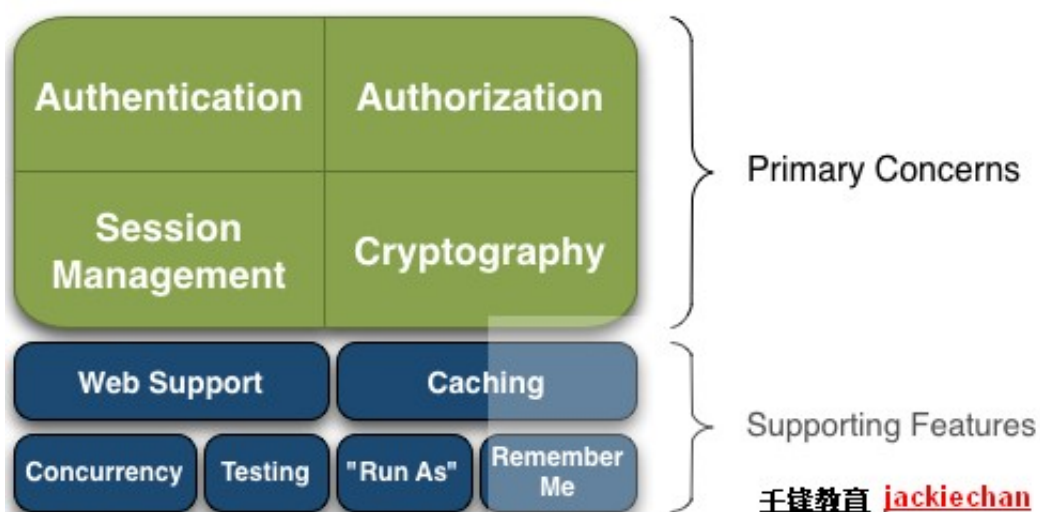 Authentication
Authorization
Primary Concerns
Session
Management
Cryptography
Web Support
Caching
Supporting Features
Concurrency
Testing
"Run As"
Remember
Me
千锋教育 jackiechan